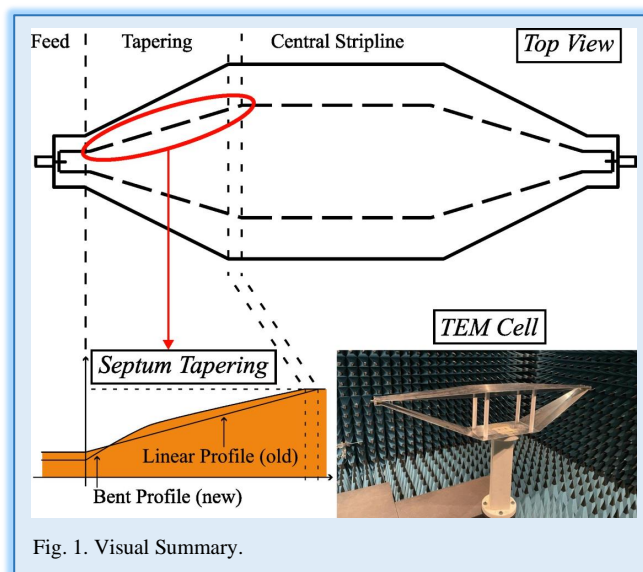 Feed
Tapering
Central Stripline
Top View
TEM Cell
Septum Tapering
Linear Profile (old)
Bent Profile (new)
Fig. 1. Visual Summary.